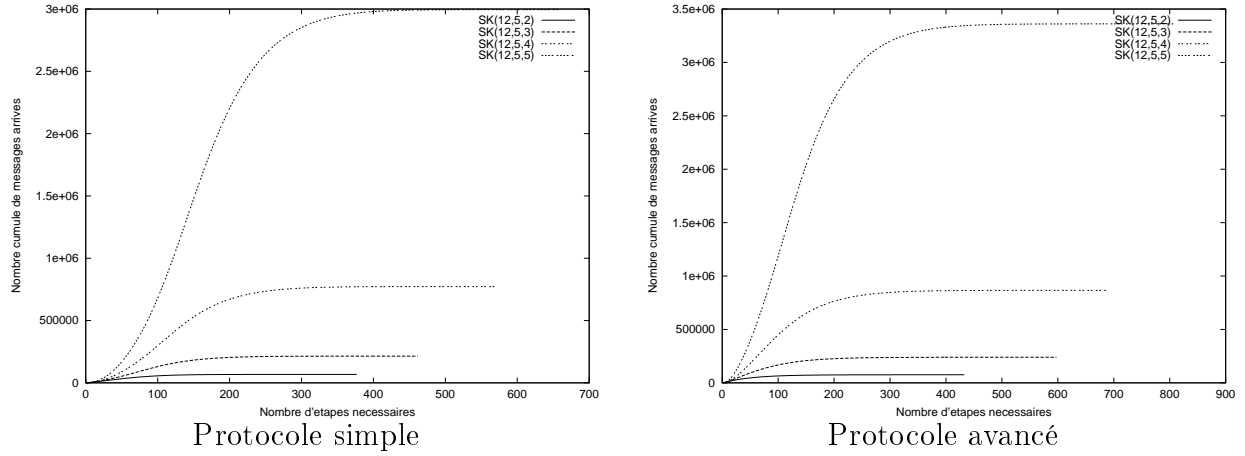 3e+06
2.5e+06
2e+06
1.5e+06
1e+06
500000
0
Nombre cumule de messages arrives
SK(12,5,2)
SK(12,5,3)
SK(12,5,4)
SK(12,5,5)
0 100 200 300 400 500 600 700
Nombre d'etapes necessaires
Protocole simple
3.5e+06
3e+06
2.5e+06
2e+06
1.5e+06
1e+06
500000
0
Nombre cumule de messages arrives
SK(12,5,2)
SK(12,5,3)
SK(12,5,4)
SK(12,5,5)
0 100 200 300 400 500 600 700 800 900
Nombre d'etapes necessaires
Protocole avancé